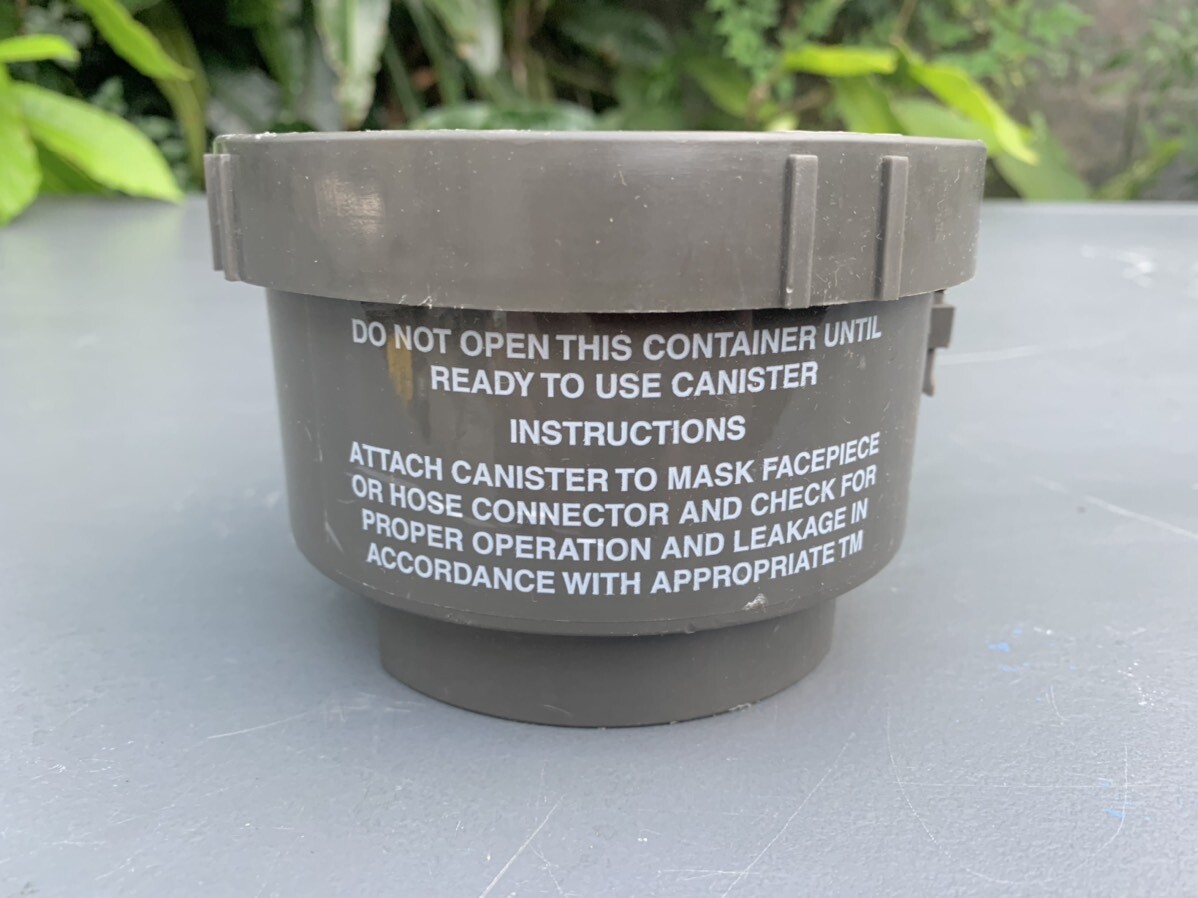 DO NOT OPEN THIS CONTAINER UNTIL
READY TO USE CANISTER
INSTRUCTIONS
ATTACH CANISTER TO MASK FACEPIECE
OR HOSE CONNECTOR AND CHECK FOR
PROPER OPERATION AND LEAKAGE IN
ACCORDANCE WITH APPROPRIATE TM